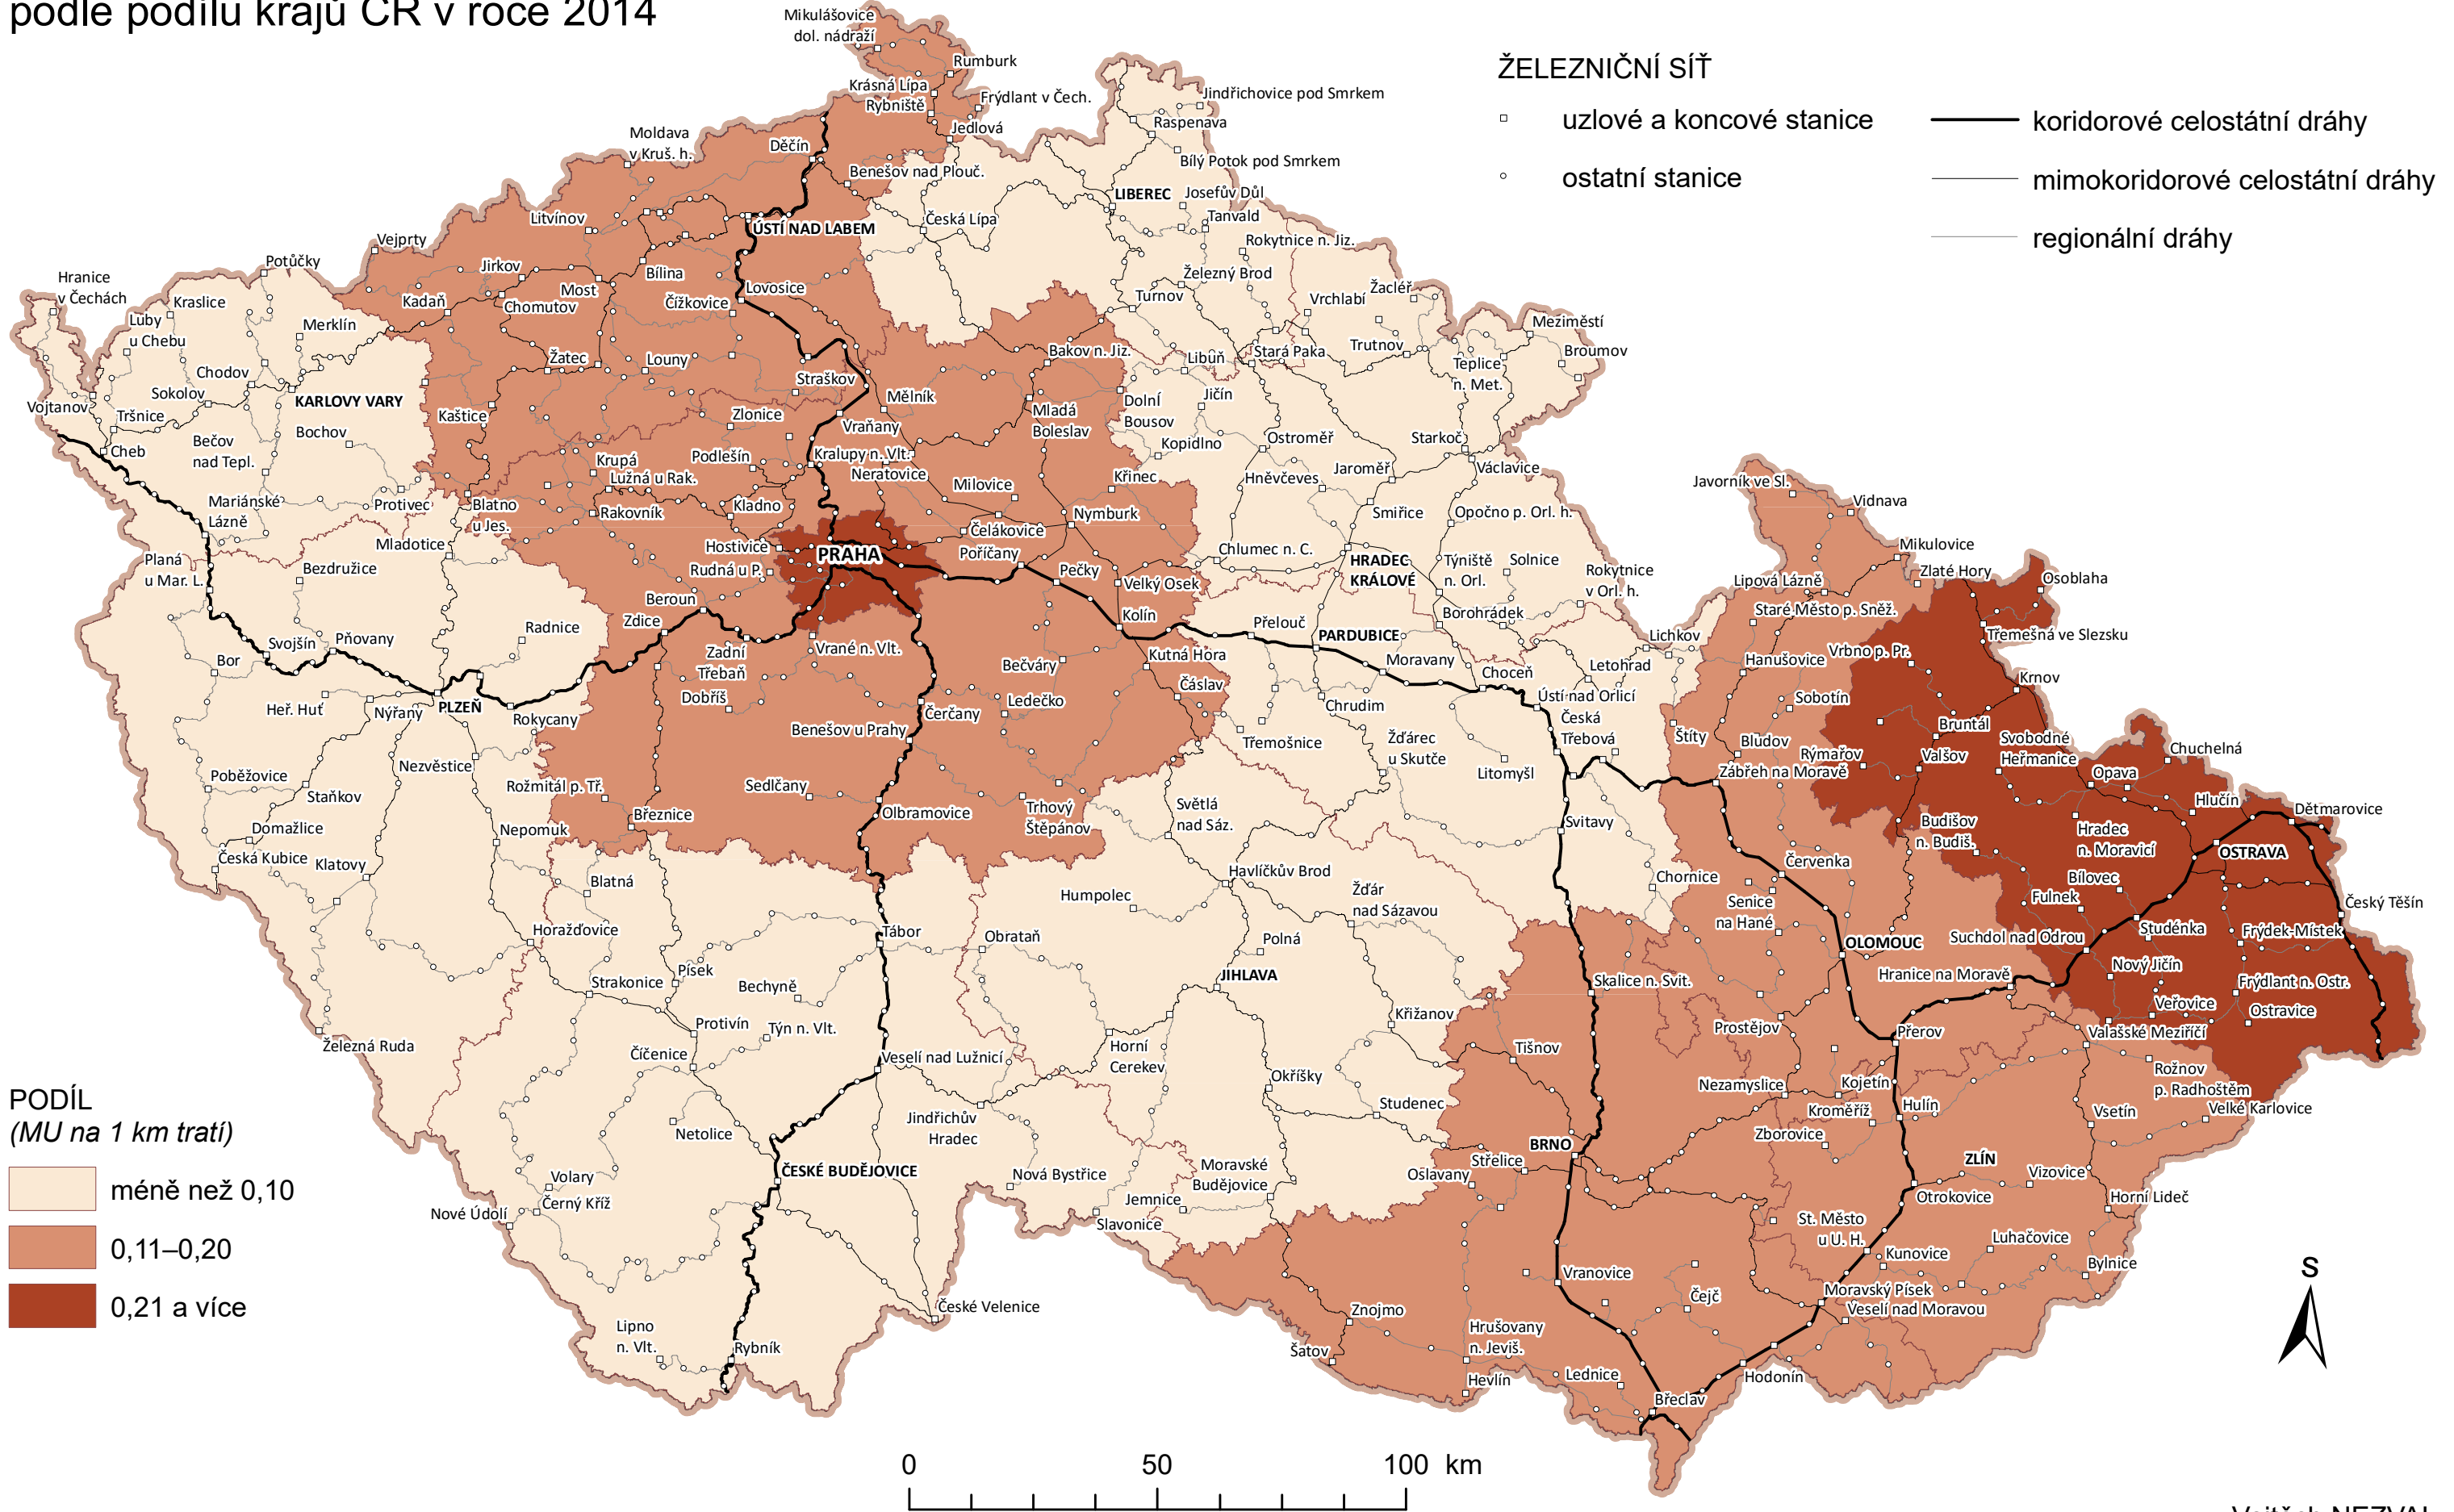 podle podílu krajů ČR v roce 2014
Mikulášovice
dol. nádraží
Rumburk
Krásná Lípa
Rybniště
Frýdlant v Čech.
Jedlová
Moldava
v Kruš. h.
Děčín
Benešov nad Plouč.
Jindřichovice pod Smrkem
Raspenava
Bílý Potok pod Smrkem
LIBEREC
Josefův Důl
Tanvald
Rokytnice n. Jiz.
Železný Brod
Turnov
Česká Lípa
ÚSTÍ NAD LABEM
Litvínov
Vejprty
Potůčky
Jirkov
Most
Bílina
Čížkovice
Lovosice
Kadaň
Chomutov
Hranice
v Čechách
Kraslice
Luby
u Chebu
Merklín
Chodov
Sokolov
KARLOVY VARY
Vojtanov
Tršnice
Cheb
Bečov
nad Tepl.
Bochov
Mariánské
Lázně
Protivec
Žatec
Louny
Straškov
Kaštice
Zlonice
Mělník
Vraňany
Bakov n. Jiz.
Mladá
Boleslav
Dolní
Bousov
Libuň
Jičín
Kopidlno
Stará Paka
Vrchlabí
Žacléř
Trutnov
Teplice
n. Met.
Meziměstí
Broumov
Ostroměř
Starkoč
Václavice
Hněvčeves
Jaroměř
Smiřice
Opočno p. Orl. h.
Krupá
Lužná u Rak.
Podlešín
Kralupy n. Vlt.
Neratovice
Milovice
Křinec
Blatno
u Jes.
Rakovník
Kladno
Čelákovice
Nymburk
Mladotice
Hostivice
PRAHA
Poříčany
Pečky
Rudná u P.
Velký Osek
Chlumec n. C.
HRADEC
KRÁLOVÉ
Týniště
n. Orl.
Solnice
Rokytnice
v Orl. h.
Planá
u Mar. L.
Bezdružice
Beroun
Kolín
Přelouč
PARDUBICE
Borohrádek
Lichkov
Zdice
Radnice
Zadní
Třebaň
Vrané n. Vlt.
Bečváry
Kutná Hora
Čáslav
Moravany
Choceň
Letohrad
Bor
Svojšín
Pňovany
Heř. Huť
Nýřany
PLZEŇ
Rokycany
Dobříš
Ledečko
Čerčany
Benešov u Prahy
Třemošnice
Chrudim
Ústí nad Orlicí
Česká
Třebová
Žďárec
u Skutče
Litomyšl
Nezvěstice
Poběžovice
Staňkov
Rožmitál p. Tř.
Sedlčany
Olbramovice
Trhový
Štěpánov
Světlá
nad Sáz.
Svitavy
Domažlice
Březnice
Nepomuk
Česká Kubice
Klatovy
Blatná
Humpolec
Havlíčkův Brod
Žďár
nad Sázavou
Chornice
Horažďovice
Tábor
Obrataň
Polná
JIHLAVA
Strakonice
Písek
Bechyně
Křižanov
Skalice n. Svit.
Železná Ruda
Protivín
Týn n. Vlt.
Číčenice
Veselí nad Lužnicí
Horní
Cerekev
Okříšky
Tišnov
Netolice
Jindřichův
Hradec
Studenec
Volary
Černý Kříž
Nové Údolí
ČESKÉ BUDĚJOVICE
Nová Bystřice
Moravské
Budějovice
Jemnice
Slavonice
Oslavany
BRNO
Střelice
České Velenice
Lipno
n. Vlt.
Rybník
Znojmo
Šatov
Hrušovany
n. Jeviš.
Hevlín
Vranovice
Čejč
Lednice
Břeclav
Hodonín
Javorník ve Sl.
Vidnava
Mikulovice
Zlaté Hory
Lipová Lázně
Staré Město p. Sněž.
Osoblaha
Třemešná ve Slezsku
Hanušovice
Vrbno p. Pr.
Krnov
Sobotín
Bruntál
Štíty
Bludov
Rýmařov
Valšov
Svobodné
Heřmanice
Chuchelná
Zábřeh na Moravě
Opava
Hlučín
Dětmarovice
Budišov
n. Budiš.
Hradec
n. Moravicí
OSTRAVA
Červenka
Bílovec
Fulnek
Český Těšín
Senice
na Hané
OLOMOUC
Suchdol nad Odrou
Studénka
Frýdek-Místek
Hranice na Moravě
Nový Jičín
Frýdlant n. Ostr.
Prostějov
Přerov
Veřovice
Ostravice
Valašské Meziříčí
Nezamyslice
Kojetín
Rožnov
p. Radhoštěm
Kroměříž
Hulín
Vsetín
Velké Karlovice
Zborovice
ZLÍN
Vizovice
Otrokovice
Horní Lideč
St. Město
u U. H.
Luhačovice
Kunovice
Bylnice
Moravský Písek
Veselí nad Moravou
ŽELEZNIČNÍ SÍŤ
uzlové a koncové stanice
ostatní stanice
koridorové celostátní dráhy
mimokoridorové celostátní dráhy
regionální dráhy
PODÍL
(MU na 1 km tratí)
méně než 0,10
0,11–0,20
0,21 a více
S
0 50 100 km